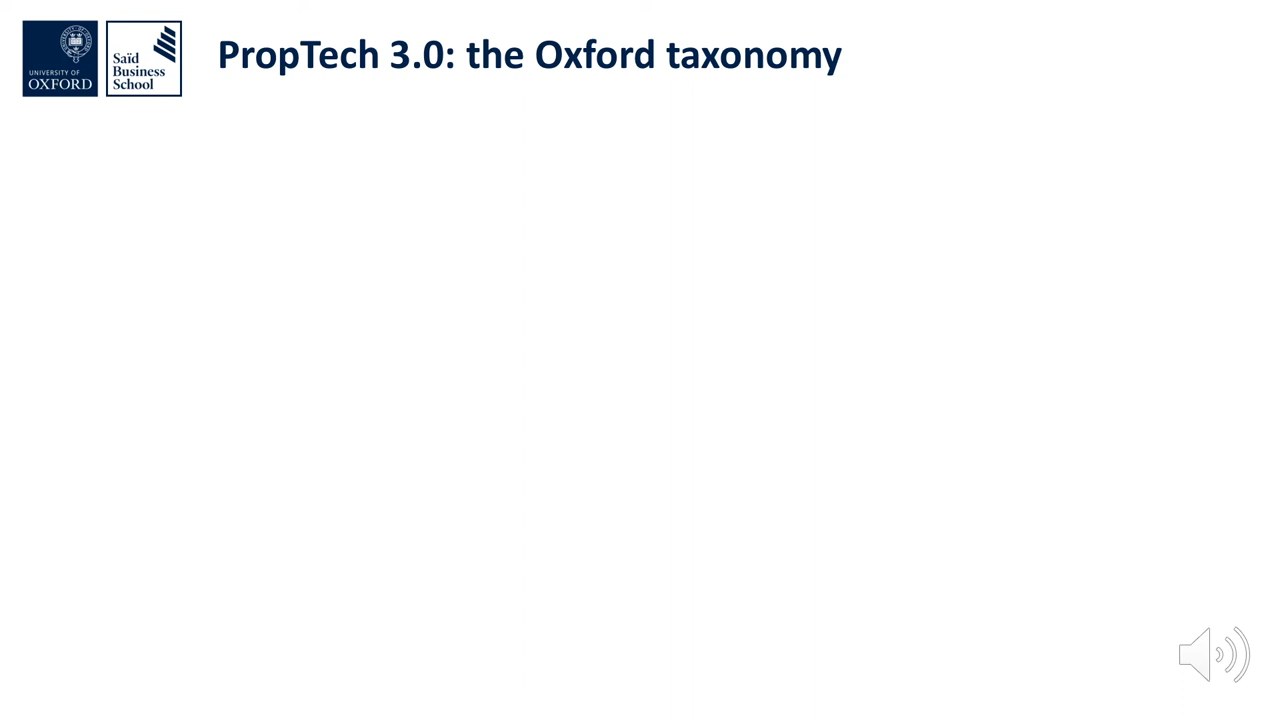 UNIVERSITY OF
OXFORD
Saïd
Business
School
PropTech 3.0: the Oxford taxonomy